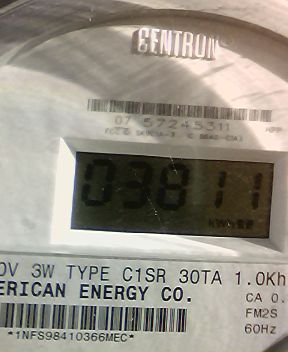 CENTRON
07 57245311
03811
0V 3W TYPE C1SR 30TA 1.0Kh
ERICAN ENERGY CO.
CA 0.
FM2S
*1NFS98410366MEC*
60Hz